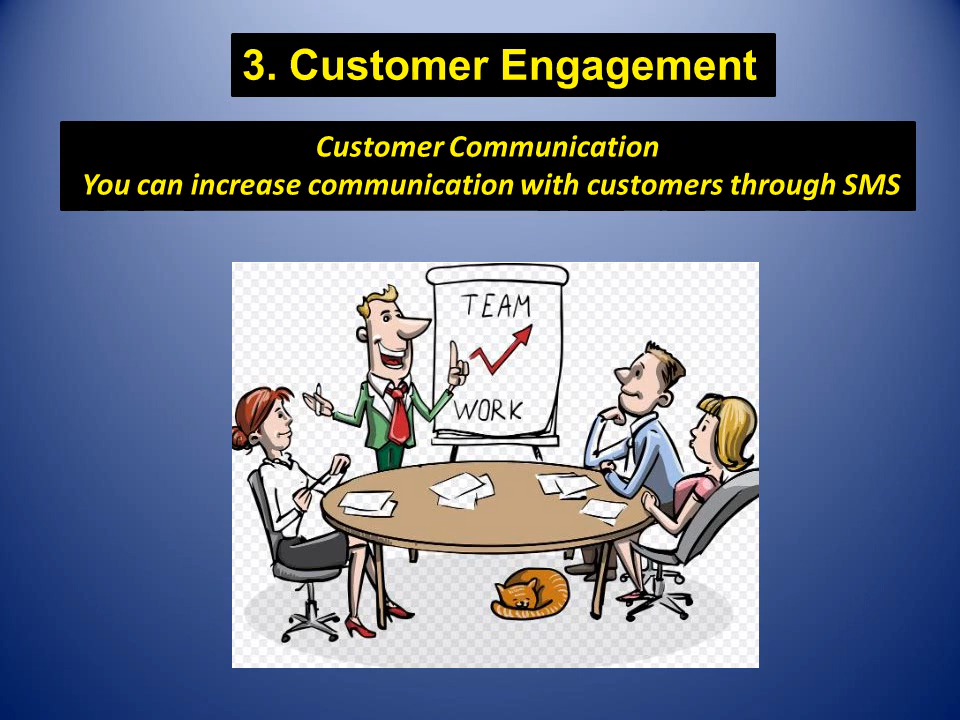 3. Customer Engagement
Customer Communication
You can increase communication with customers through SMS
TEAM
WORK